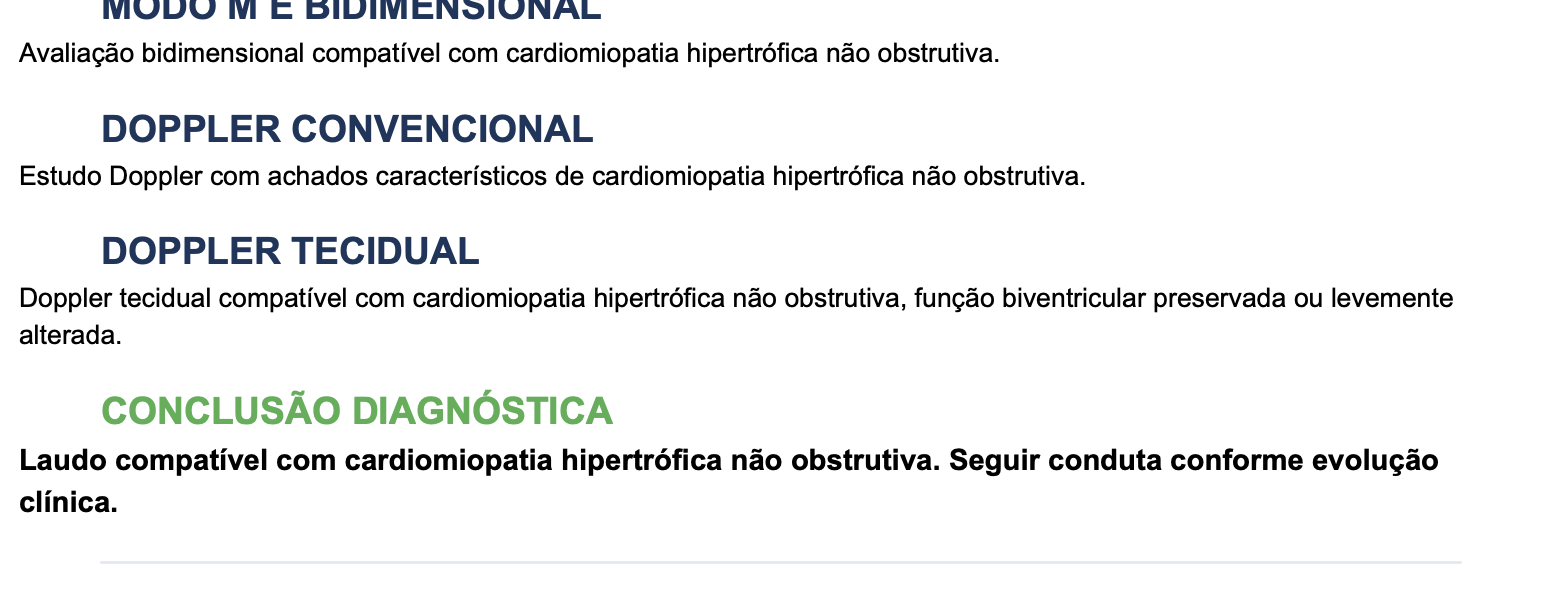 MODO M E BIDIMENSIONAL
Avaliação bidimensional compatível com cardiomiopatia hipertrófica não obstrutiva.
DOPPLER CONVENCIONAL
Estudo Doppler com achados característicos de cardiomiopatia hipertrófica não obstrutiva.
DOPPLER TECIDUAL
Doppler tecidual compatível com cardiomiopatia hipertrófica não obstrutiva, função biventricular preservada ou levemente
alterada.
CONCLUSÃO DIAGNÓSTICA
Laudo compatível com cardiomiopatia hipertrófica não obstrutiva. Seguir conduta conforme evolução
clínica.